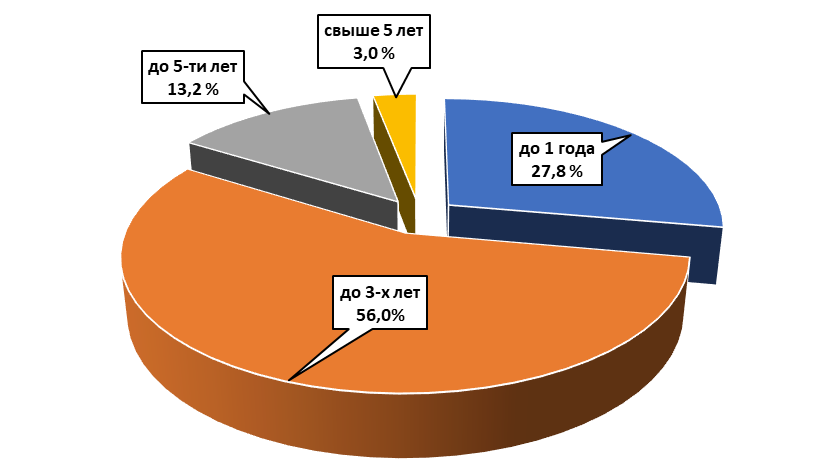 свыше 5 лет
3,0 %
до 5-ти лет
13,2 %
до 1 года
27,8 %
до 3-х лет
56,0%